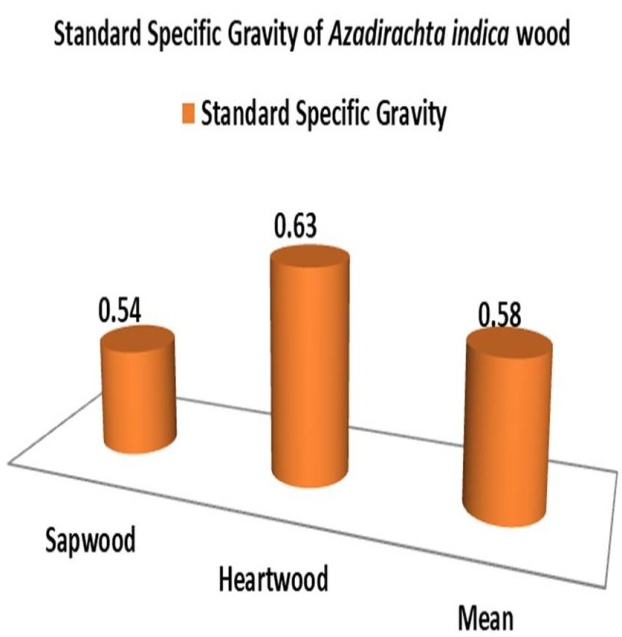 Standard Specific Gravity of Azadirachta indica wood
Standard Specific Gravity
0.54
0.63
0.58
Sapwood
Heartwood
Mean